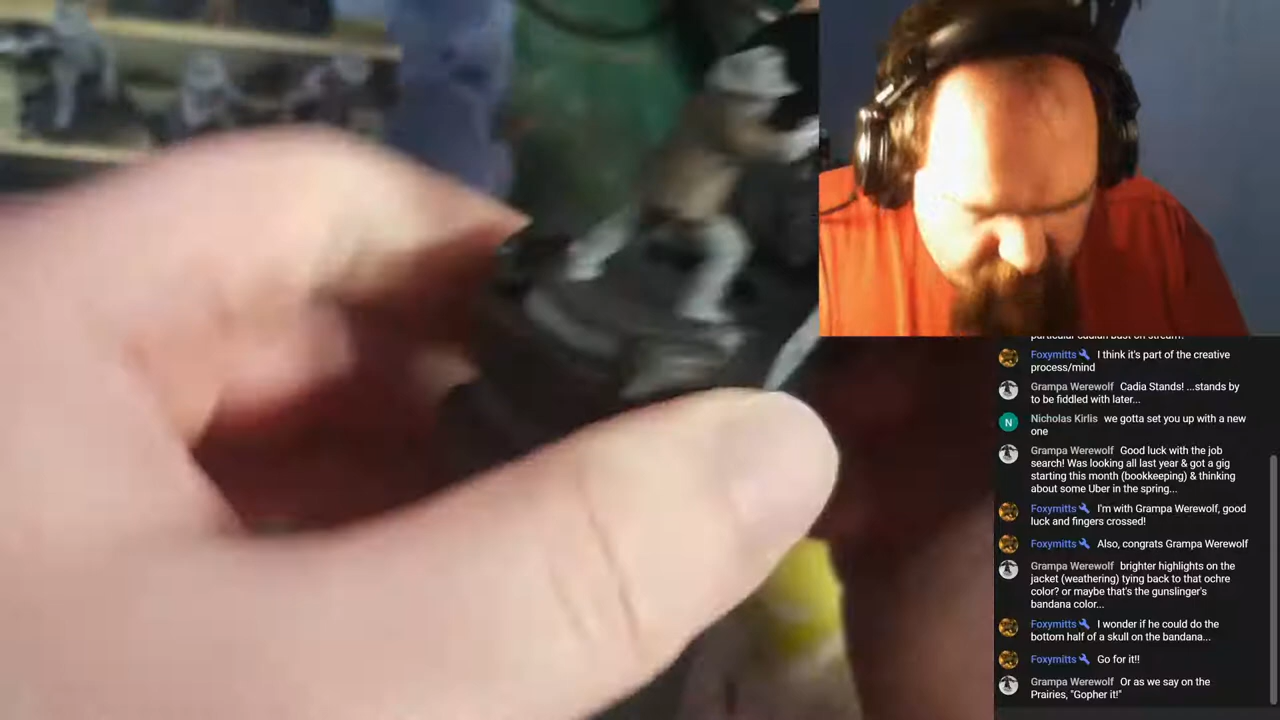 Foxymitts I think it's part of the creative
process/mind
Grampa Werewolf Cadia Stands! ...stands by
to be fiddled with later...
N Nicholas Kirlis we gotta set you up with a new
one
Grampa Werewolf Good luck with the job
search! Was looking all last year & got a gig
starting this month (bookkeeping) & thinking
about some Uber in the spring...
Foxymitts I'm with Grampa Werewolf, good
luck and fingers crossed!
Foxymitts Also, congrats Grampa Werewolf
Grampa Werewolf brighter highlights on the
jacket (weathering) tying back to that ochre
color? or maybe that's the gunslinger's
bandana color...
Foxymitts I wonder if he could do the
bottom half of a skull on the bandana...
Foxymitts Go for it!!
Grampa Werewolf Or as we say on the
Prairies, "Gopher it!"